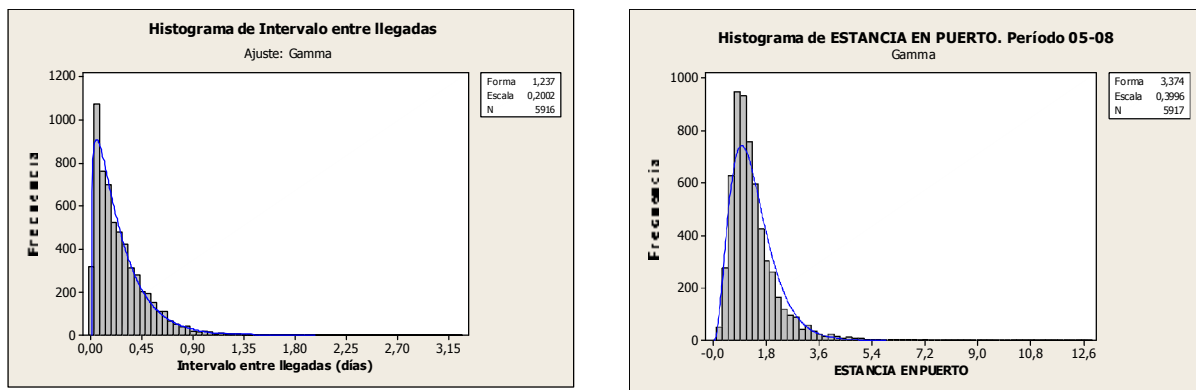 Histograma de Intervalo entre llegadas
Ajuste: Gamma
Forma 1,237
Escala 0,2002
N 5916
Frecuencia
1200
1000
800
600
400
200
0
0,00 0,45 0,90 1,35 1,80 2,25 2,70 3,15
Intervalo entre llegadas (días)
Histograma de ESTANCIA EN PUERTO. Período 05-08
Gamma
Forma 3,374
Escala 0,3996
N 5917
Frecuencia
1000
800
600
400
200
0
-0,0 1,8 3,6 5,4 7,2 9,0 10,8 12,6
ESTANCIA EN PUERTO